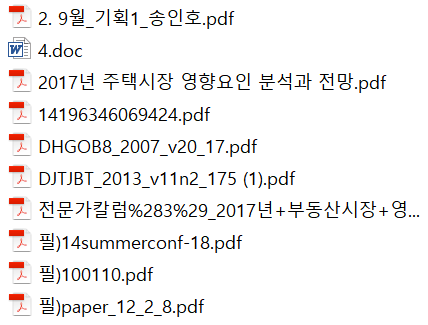 2. 9월_기획1_송인호.pdf
4.doc
2017년 주택시장 영향요인 분석과 전망.pdf
14196346069424.pdf
DHGOB8_2007_v20_17.pdf
DJTJBT_2013_v11n2_175 (1).pdf
전문가칼럼%283%29_2017년+부동산시장+영...
필)14summerconf-18.pdf
필)100110.pdf
필)paper_12_2_8.pdf